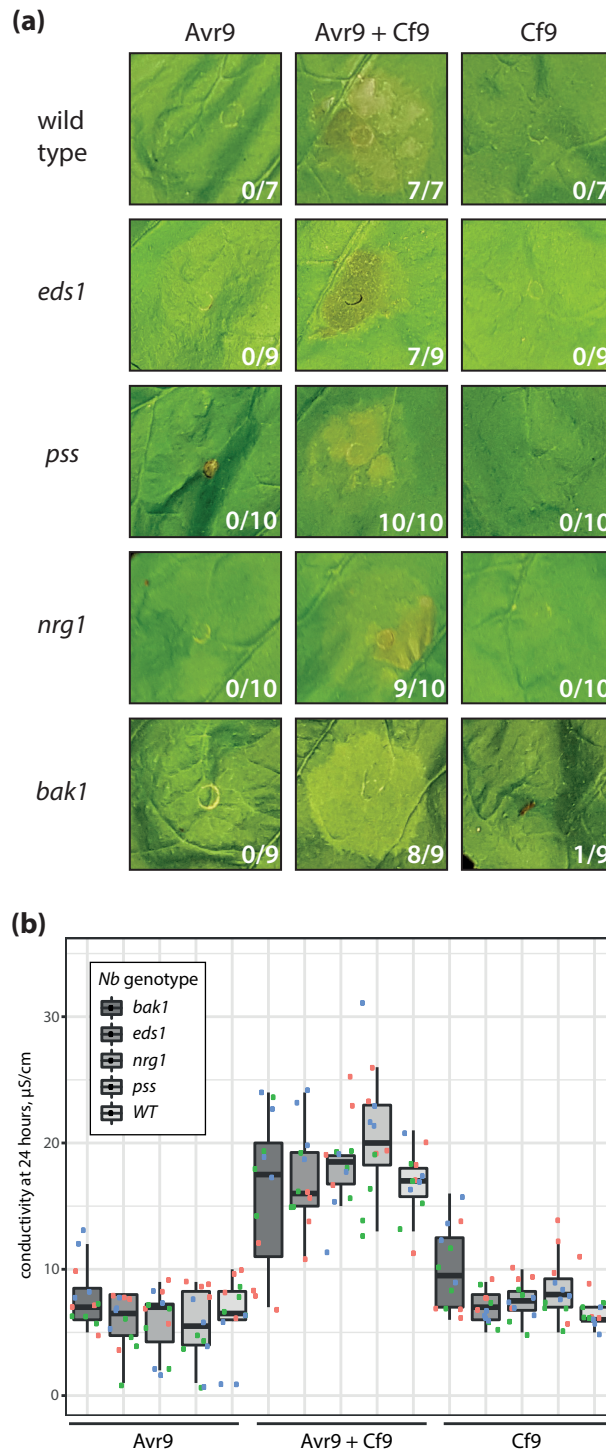 (a)
Avr9 Avr9 + Cf9 Cf9
wild
type
0/7 7/7 0/7
eds1
0/9 7/9 0/9
pss
0/10 10/10 0/10
nrg1
0/10 9/10 0/10
bak1
0/9 8/9 1/9
(b)
Nb genotype
bak1
eds1
nrg1
pss
WT
conductivity at 24 hours, µS/cm
30
20
10
0
Avr9 Avr9 + Cf9 Cf9